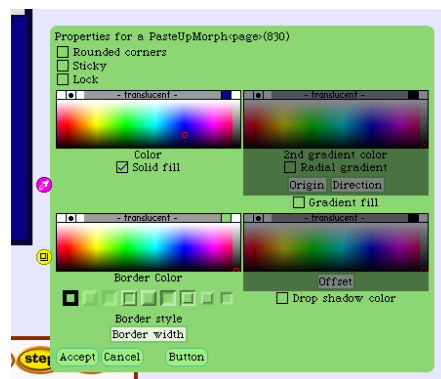 Properties for a PasteUpMorph<page>(830)
Rounded corners
Sticky
Lock
- translucent -
- translucent -
Color
2nd gradient color
Solid fill
Radial gradient
Origin Direction
Gradient fill
- translucent -
- translucent -
Border Color
Offset
Drop shadow color
Border style
Border width
Accept Cancel Button
step